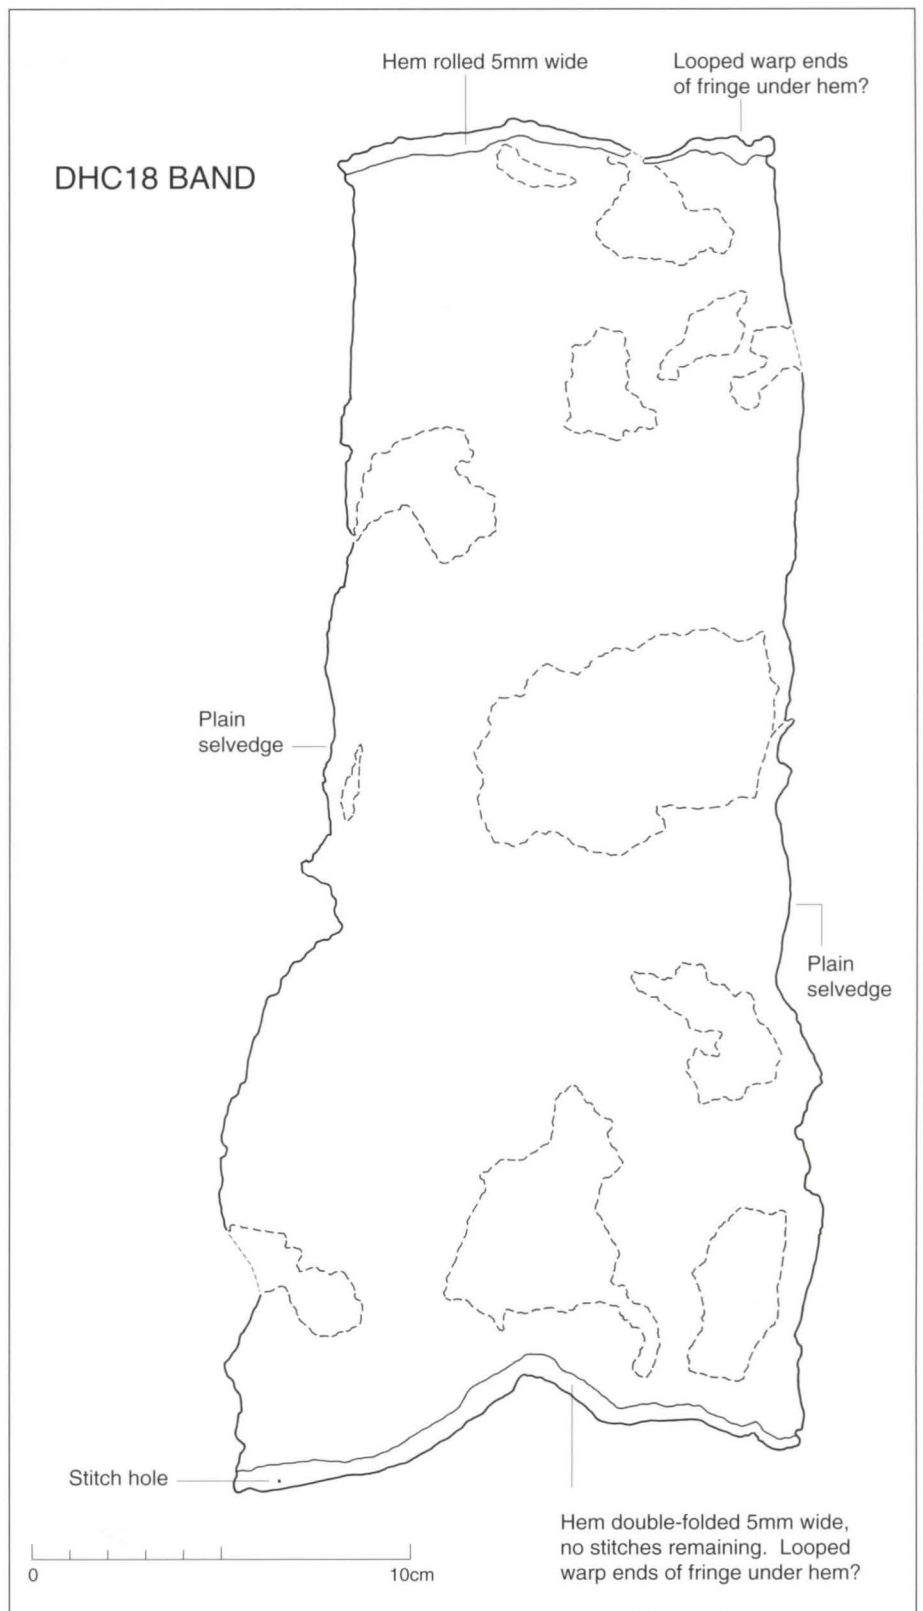 Hem rolled 5mm wide
Looped warp ends
of fringe under hem?
DHC18 BAND
Plain
selvedge
Plain
selvedge
Stitch hole
Hem double-folded 5mm wide,
no stitches remaining. Looped
warp ends of fringe under hem?
0
10cm